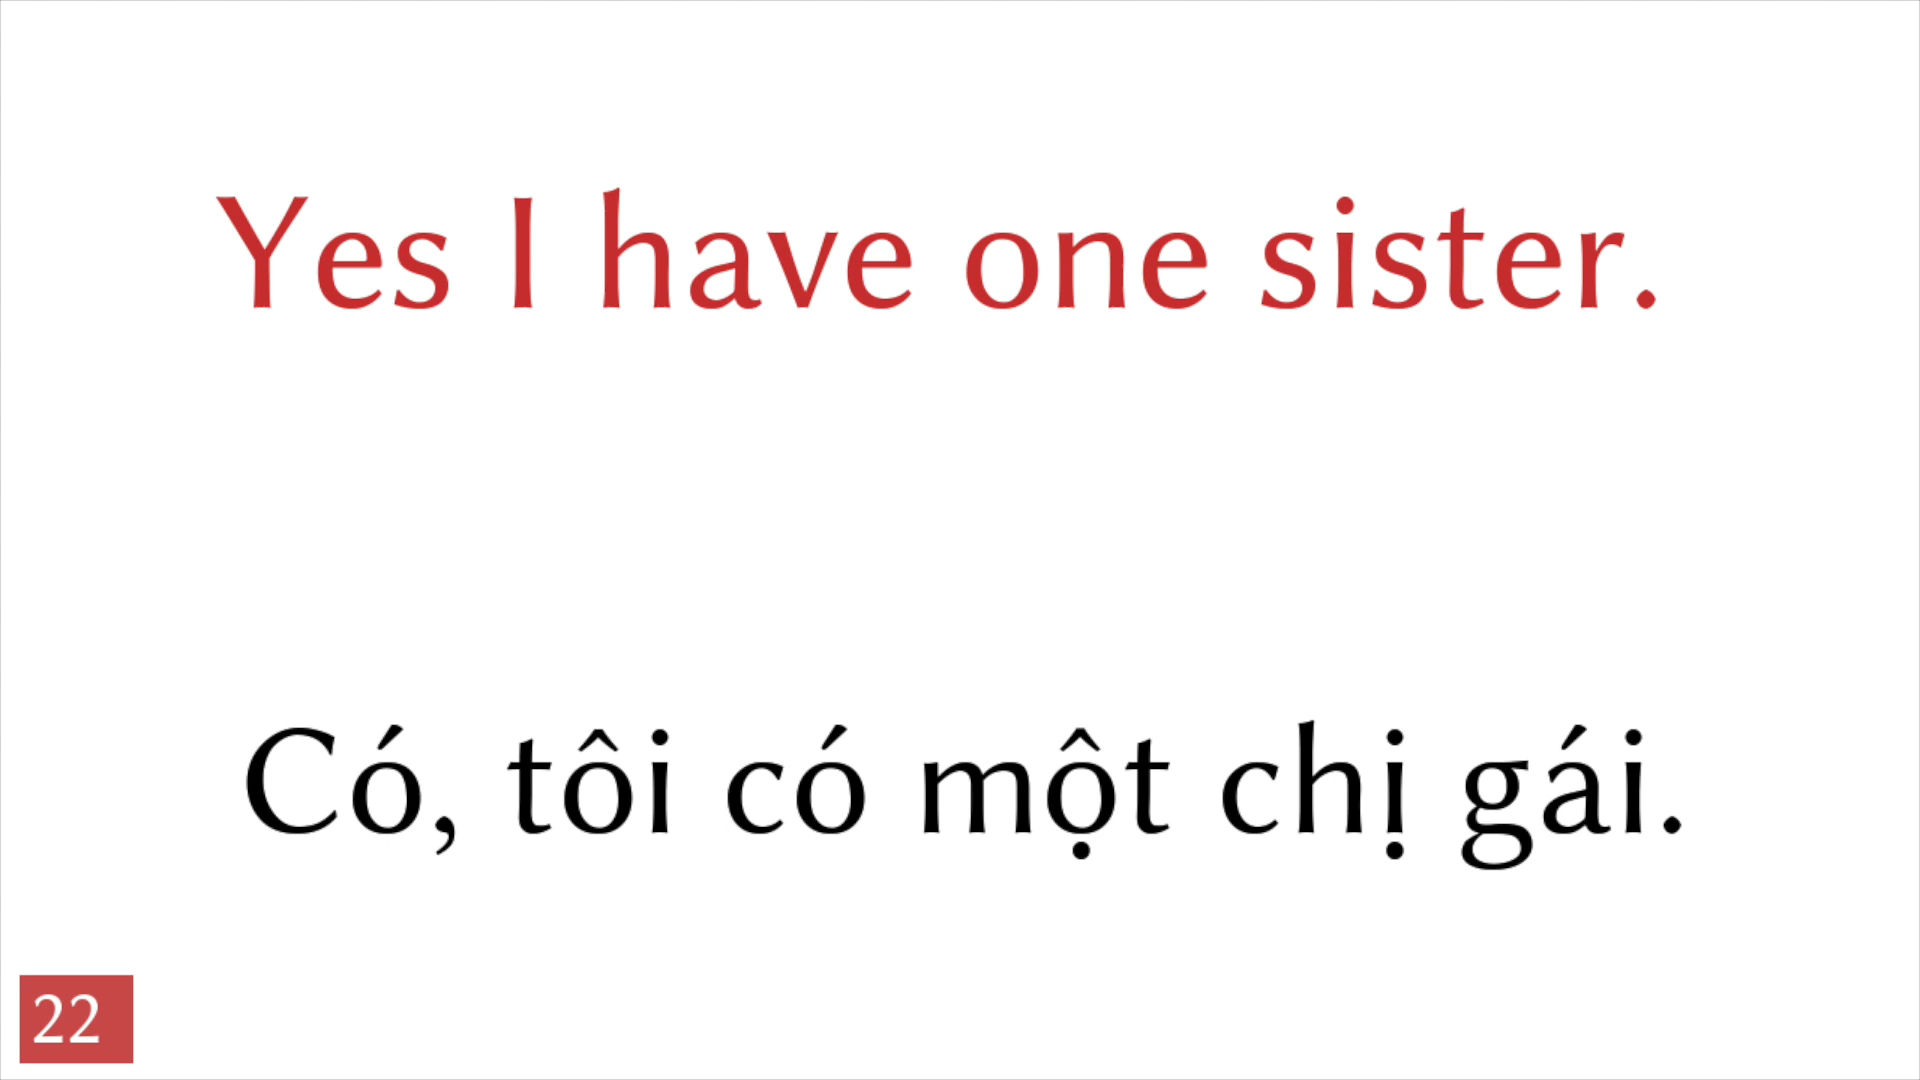 Yes I have one sister.
Có, tôi có một chị gái.
22